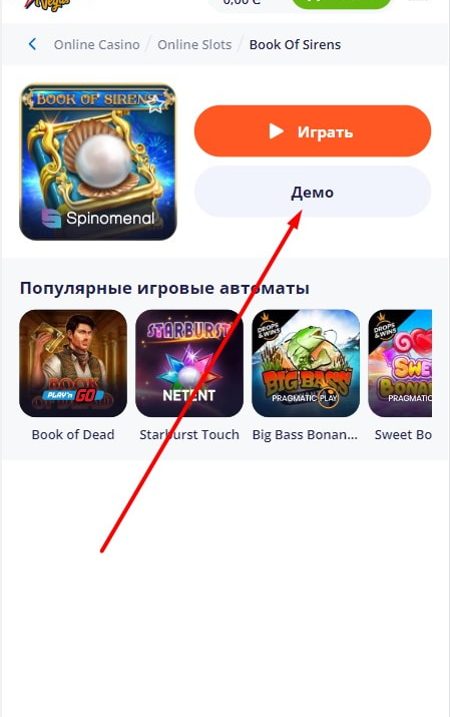 Vegas
0,00 €
Online Casino / Online Slots / Book Of Sirens
BOOK OF SIRENS
Spinomenal
Играть
Демо
Популярные игровые автоматы
BOOK
OF DEAD
PLAY'n GO
STARBURST
NETENT
DROPS
& WINS
BIG BASS
PRAGMATIC PLAY
DROPS
& WINS
SWE
BONAN
PRAGMATIC
Book of Dead
Starburst Touch
Big Bass Bonan...
Sweet Bo